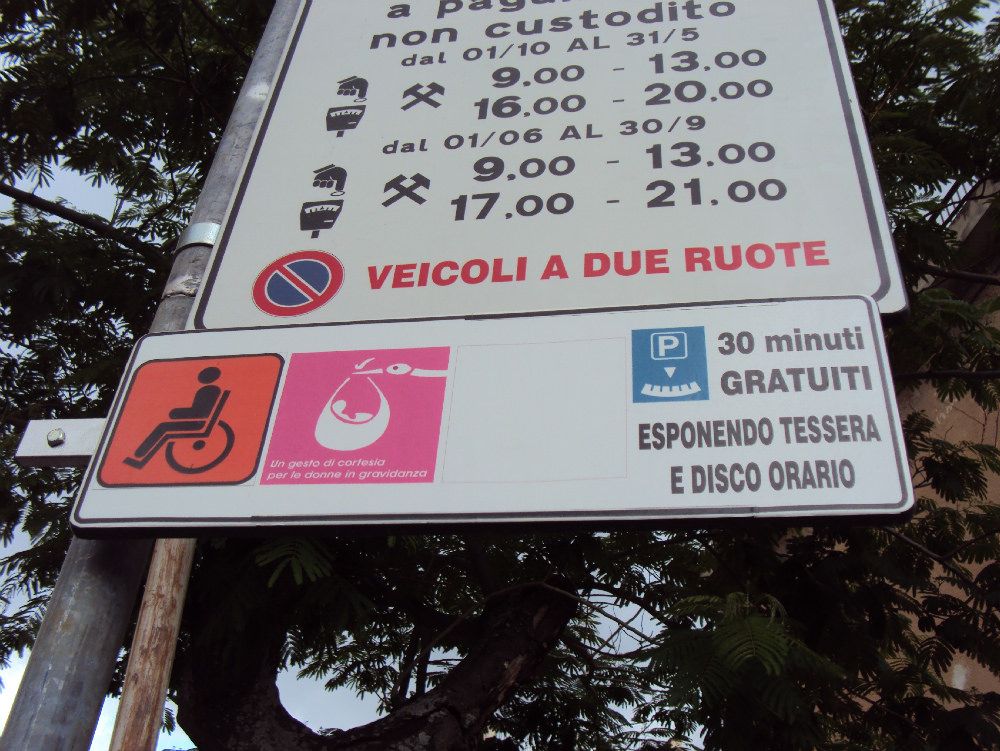 a
non custodito
dal 01/10 AL 31/5
9.00 - 13.00
16.00 - 20.00
dal 01/06 AL 30/9
9.00 - 13.00
17.00 - 21.00
VEICOLI A DUE RUOTE
Un gesto di cortesia
per le donne in gravidanza
P
30 minuti
GRATUITI
ESPONENDO TESSERA
E DISCO ORARIO